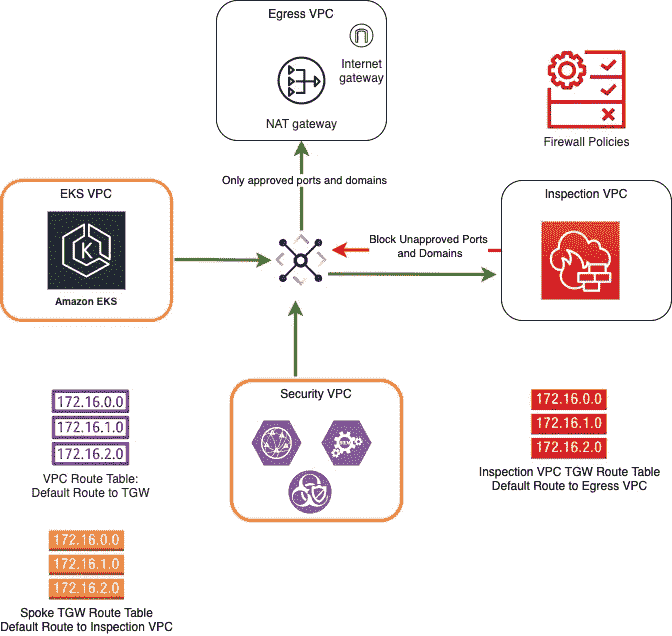 Egress VPC
Internet
gateway
NAT gateway
Firewall Policies
Only approved ports and domains
EKS VPC
K
Amazon EKS
Inspection VPC
Block Unapproved Ports
and Domains
Security VPC
172.16.0.0
172.16.1.0
172.16.2.0
VPC Route Table:
Default Route to TGW
172.16.0.0
172.16.1.0
172.16.2.0
Inspection VPC TGW Route Table
Default Route to Egress VPC
172.16.0.0
172.16.1.0
172.16.2.0
Spoke TGW Route Table
Default Route to Inspection VPC